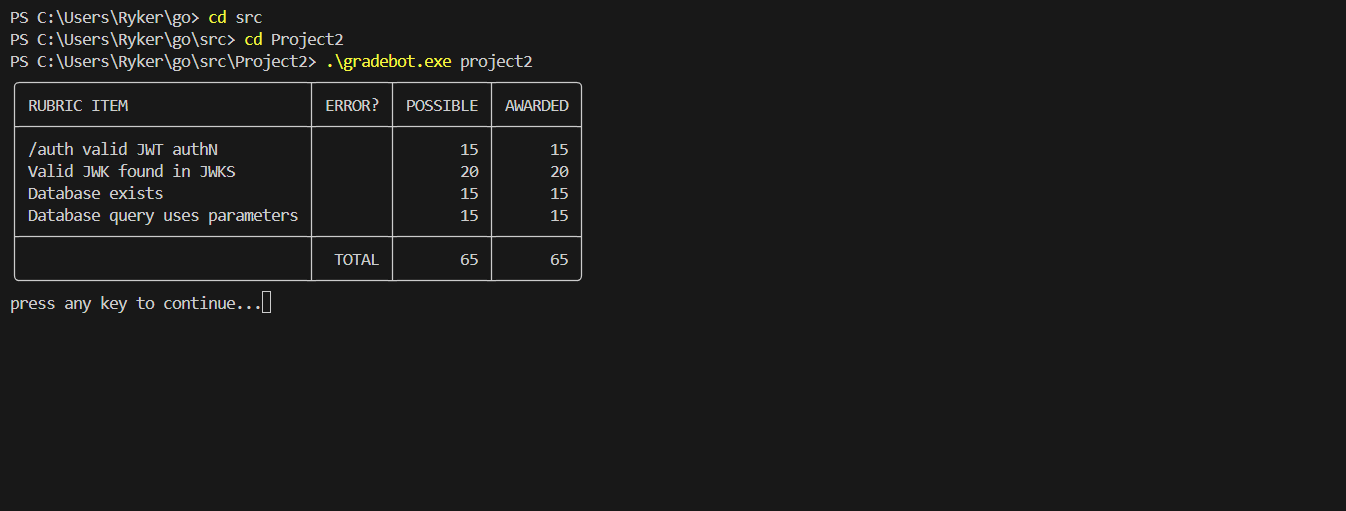 PS C:\Users\Ryker\go> cd src
PS C:\Users\Ryker\go\src> cd Project2
PS C:\Users\Ryker\go\src\Project2> .\gradebot.exe project2
RUBRIC ITEM ERROR? POSSIBLE AWARDED
/auth valid JWT authN 15 15
Valid JWK found in JWKS 20 20
Database exists 15 15
Database query uses parameters 15 15
TOTAL 65 65
press any key to continue...